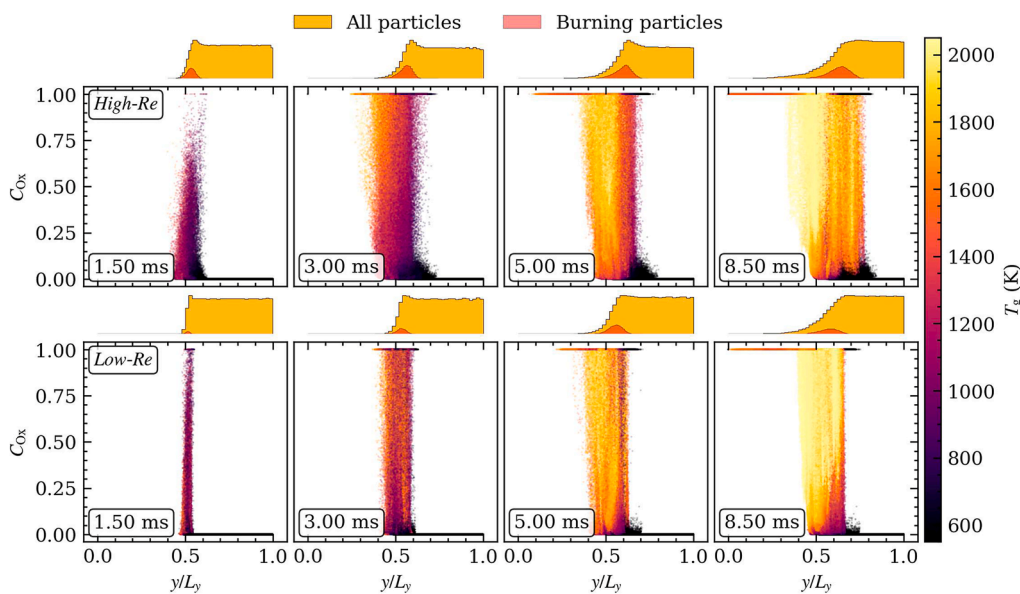 All particles Burning particles
High-Re
1.00
0.75
0.50
0.25
0.00
C_Ox
1.50 ms 3.00 ms 5.00 ms 8.50 ms
Low-Re
1.00
0.75
0.50
0.25
0.00
C_Ox
1.50 ms 3.00 ms 5.00 ms 8.50 ms
0.0 0.5 1.0 0.0 0.5 1.0 0.0 0.5 1.0 0.0 0.5 1.0
y/L_y y/L_y y/L_y y/L_y
2000
1800
1600
1400
1200
1000
800
600
T_g (K)